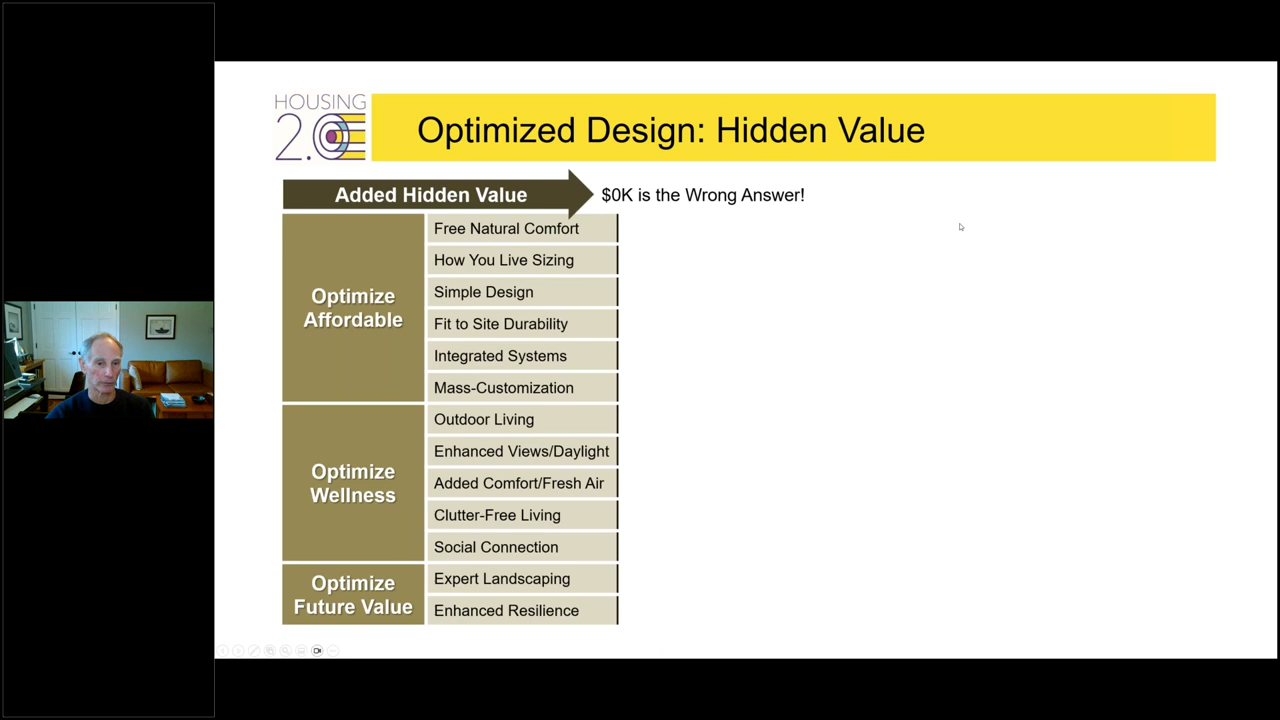 HOUSING
2.0
Optimized Design: Hidden Value
Added Hidden Value
$0K is the Wrong Answer!
Optimize
Affordable
Free Natural Comfort
How You Live Sizing
Simple Design
Fit to Site Durability
Integrated Systems
Mass-Customization
Optimize
Wellness
Outdoor Living
Enhanced Views/Daylight
Added Comfort/Fresh Air
Clutter-Free Living
Social Connection
Optimize
Future Value
Expert Landscaping
Enhanced Resilience